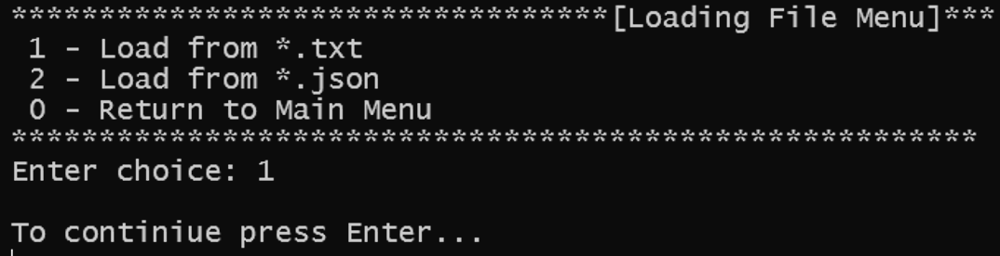 **********************************[Loading File Menu]***
1 - Load from *.txt
2 - Load from *.json
0 - Return to Main Menu
*******************************************************
Enter choice: 1
To continiue press Enter...